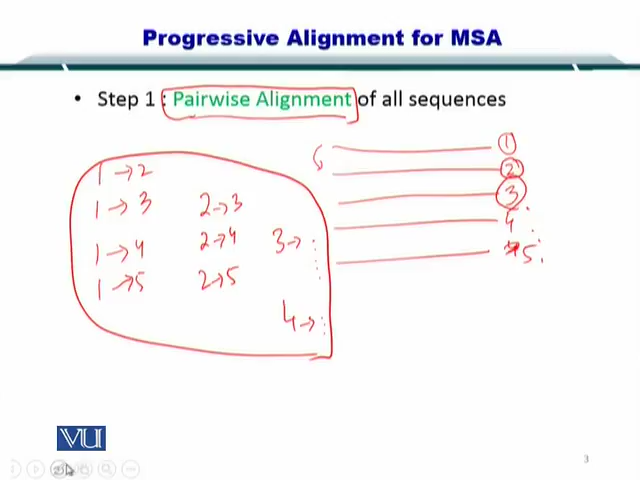 Progressive Alignment for MSA
• Step 1 : Pairwise Alignment of all sequences
1
1→2
2
1→3 2→3
3
1→4 2→4 3→
4
1→5 2→5
5
4→
VU
3